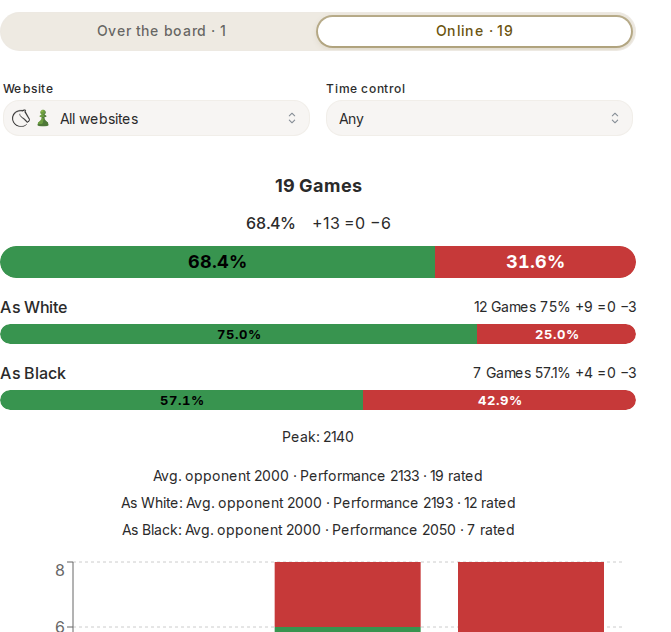 Over the board · 1
Online · 19
Website
Time control
All websites
Any
19 Games
68.4% +13 =0 −6
68.4%
31.6%
As White
12 Games 75% +9 =0 −3
75.0%
25.0%
As Black
7 Games 57.1% +4 =0 −3
57.1%
42.9%
Peak: 2140
Avg. opponent 2000 · Performance 2133 · 19 rated
As White: Avg. opponent 2000 · Performance 2193 · 12 rated
As Black: Avg. opponent 2000 · Performance 2050 · 7 rated
8
6